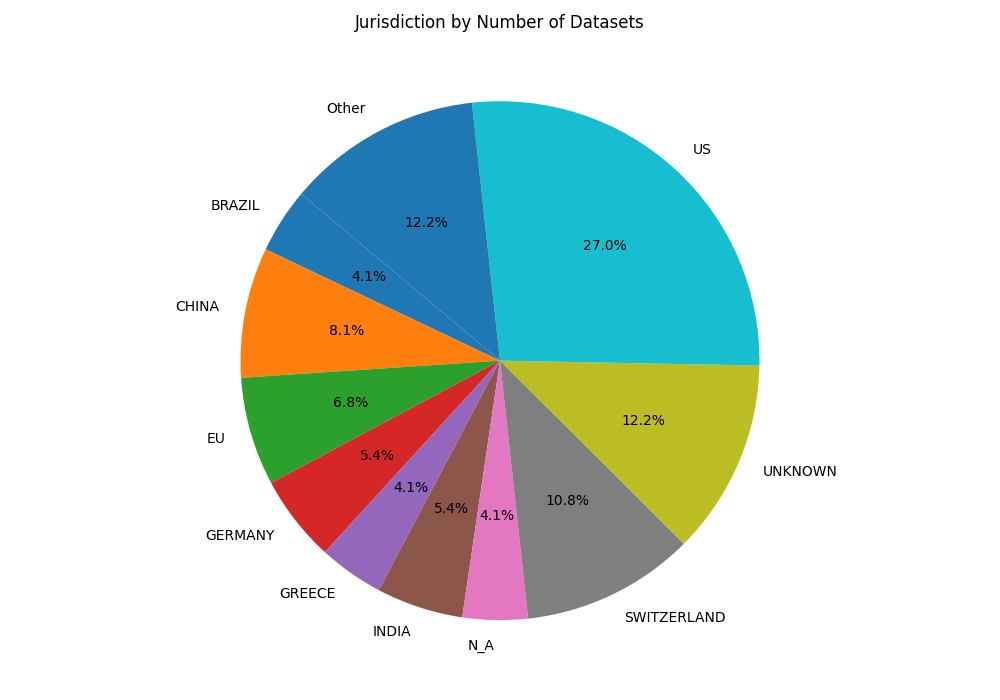 Jurisdiction by Number of Datasets
Other
US
BRAZIL
12.2%
27.0%
4.1%
CHINA
8.1%
6.8%
12.2%
EU
5.4%
UNKNOWN
4.1%
10.8%
5.4%
4.1%
GERMANY
GREECE
SWITZERLAND
INDIA
N_A